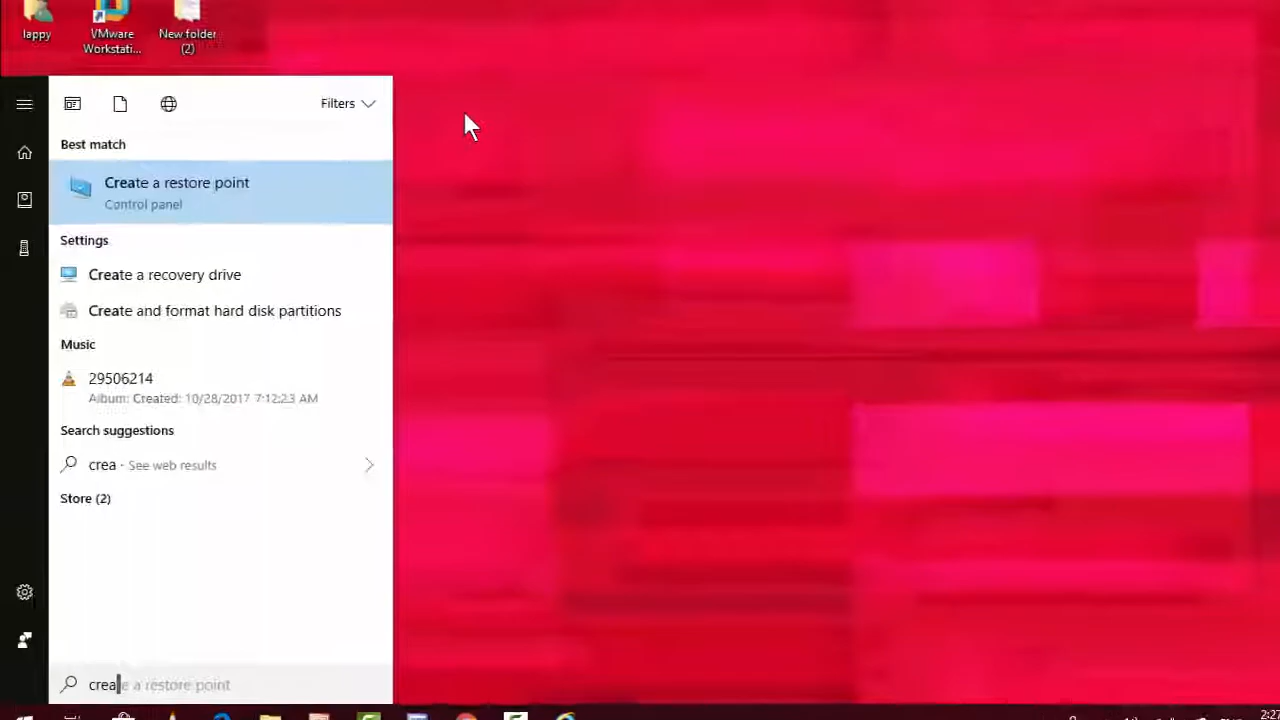 lappy
VMware
Workstati...
New folder
(2)
Filters
Best match
Create a restore point
Control panel
Settings
Create a recovery drive
Create and format hard disk partitions
Music
29506214
Album: Created: 10/28/2017 7:12:23 AM
Search suggestions
crea - See web results
Store (2)
create a restore point
2:27